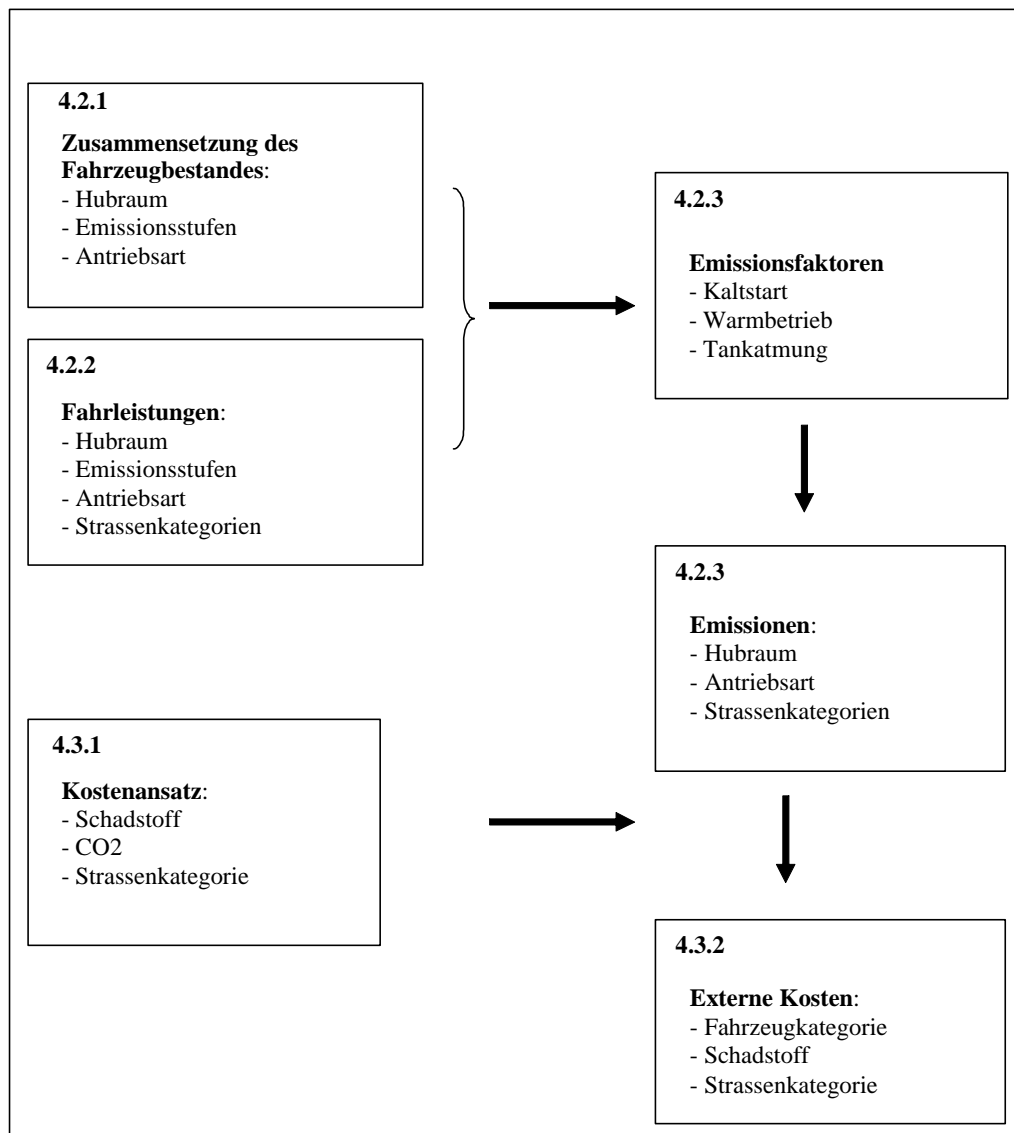 4.2.1
Zusammensetzung des
Fahrzeugbestandes:
- Hubraum
- Emissionsstufen
- Antriebsart
4.2.2
Fahrleistungen:
- Hubraum
- Emissionsstufen
- Antriebsart
- Strassenkategorien
4.2.3
Emissionsfaktoren
- Kaltstart
- Warmbetrieb
- Tankatmung
4.2.3
Emissionen:
- Hubraum
- Antriebsart
- Strassenkategorien
4.3.1
Kostenansatz:
- Schadstoff
- CO2
- Strassenkategorie
4.3.2
Externe Kosten:
- Fahrzeugkategorie
- Schadstoff
- Strassenkategorie